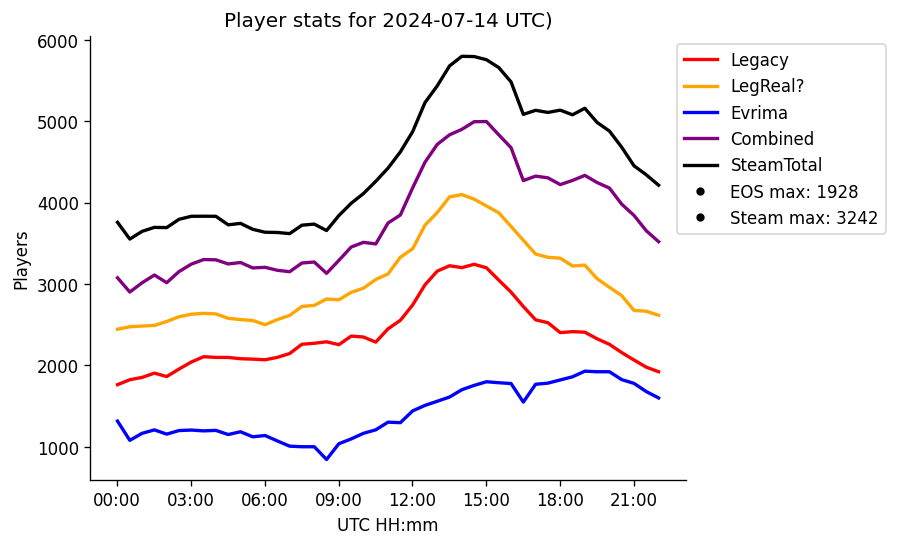 Player stats for 2024-07-14 UTC)
6000
5000
4000
3000
2000
1000
Players
00:00 03:00 06:00 09:00 12:00 15:00 18:00 21:00
UTC HH:mm
Legacy
LegReal?
Evrima
Combined
SteamTotal
EOS max: 1928
Steam max: 3242